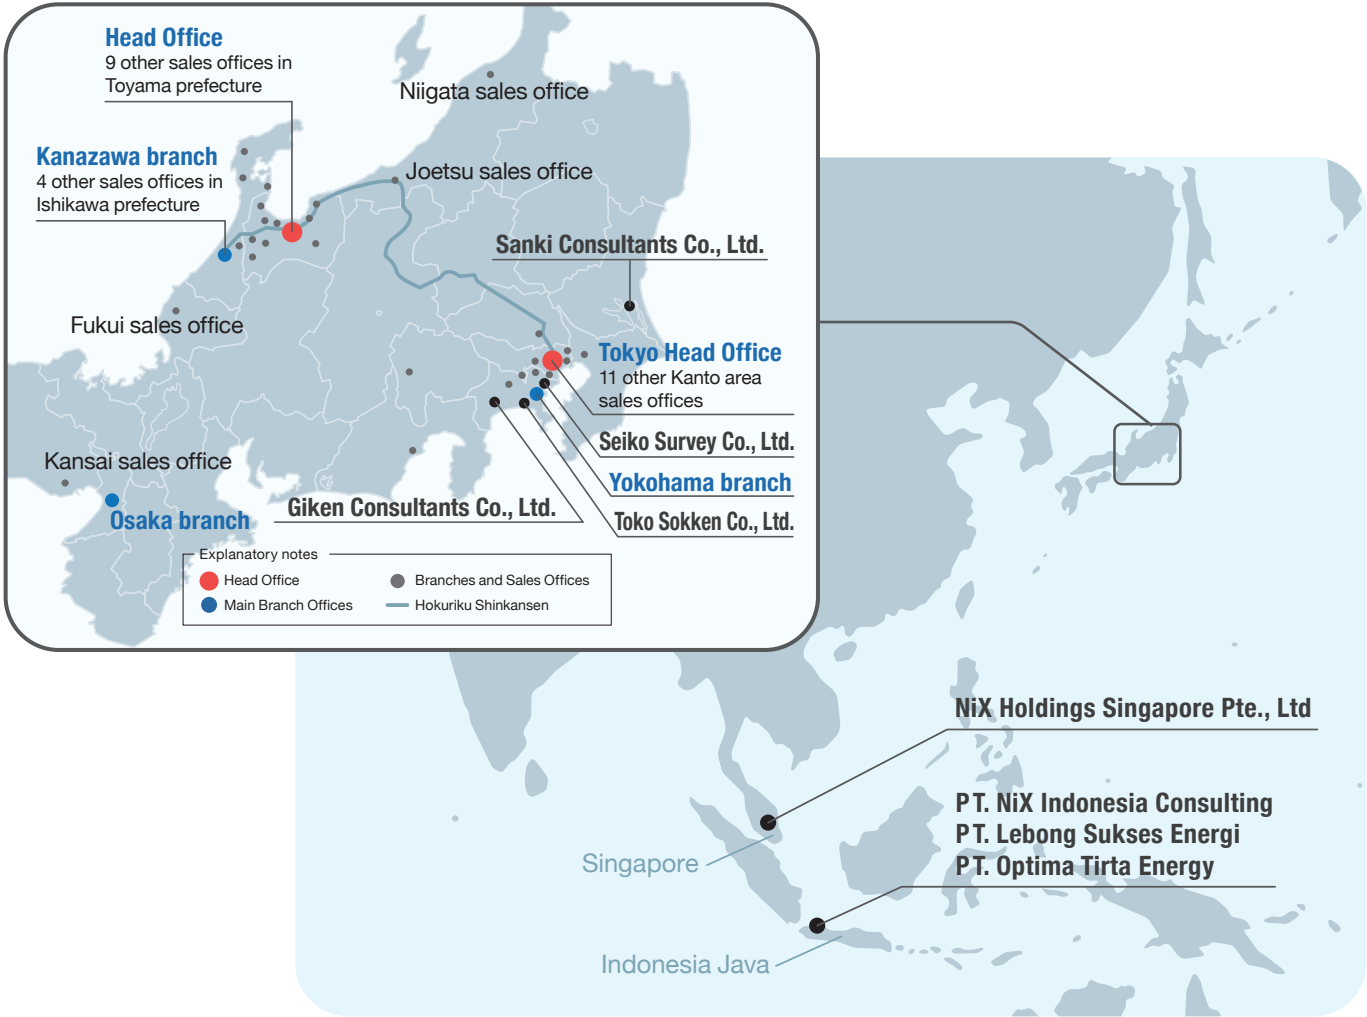 Head Office
9 other sales offices in
Toyama prefecture
Niigata sales office
Kanazawa branch
4 other sales offices in
Ishikawa prefecture
Joetsu sales office
Sanki Consultants Co., Ltd.
Fukui sales office
Tokyo Head Office
11 other Kanto area
sales offices
Seiko Survey Co., Ltd.
Kansai sales office
Yokohama branch
Giken Consultants Co., Ltd.
Toko Sokken Co., Ltd.
Osaka branch
Explanatory notes
Head Office
Branches and Sales Offices
Main Branch Offices
Hokuriku Shinkansen
NiX Holdings Singapore Pte., Ltd
PT. NiX Indonesia Consulting
PT. Lebong Sukses Energi
PT. Optima Tirta Energy
Singapore
Indonesia Java